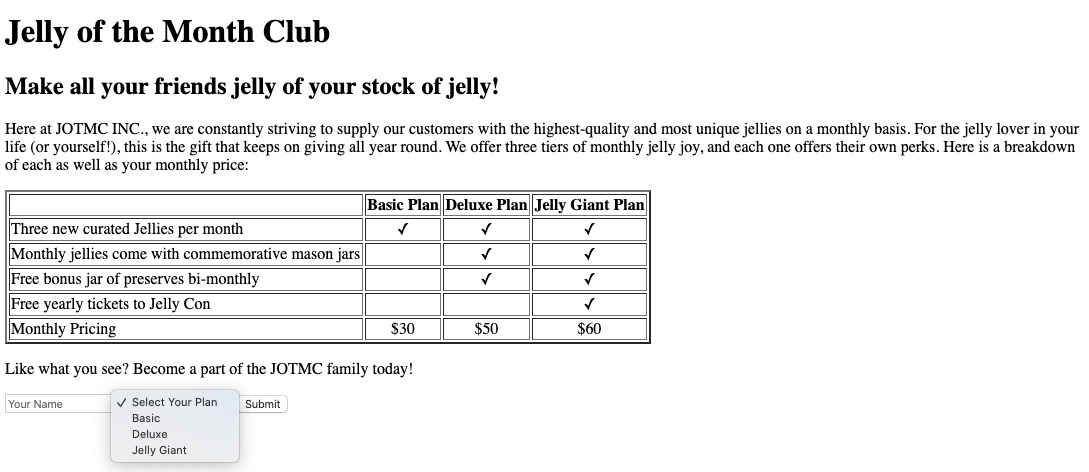 Jelly of the Month Club
Make all your friends jelly of your stock of jelly!
Here at JOTMC INC., we are constantly striving to supply our customers with the highest-quality and most unique jellies on a monthly basis. For the jelly lover in your
life (or yourself!), this is the gift that keeps on giving all year round. We offer three tiers of monthly jelly joy, and each one offers their own perks. Here is a breakdown
of each as well as your monthly price:
Basic Plan Deluxe Plan Jelly Giant Plan
Three new curated Jellies per month ✓ ✓ ✓
Monthly jellies come with commemorative mason jars ✓ ✓
Free bonus jar of preserves bi-monthly ✓ ✓
Free yearly tickets to Jelly Con ✓
Monthly Pricing $30 $50 $60
Like what you see? Become a part of the JOTMC family today!
Your Name ✓ Select Your Plan Submit
Basic
Deluxe
Jelly Giant